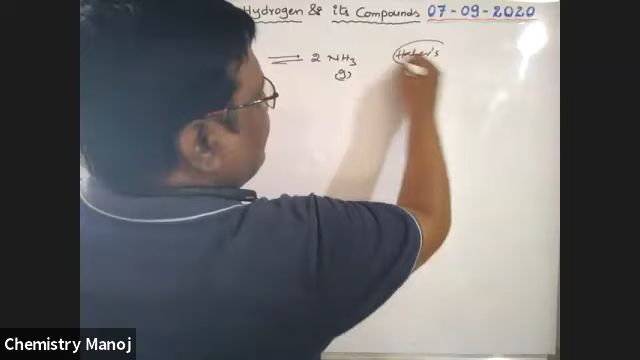 Hydrogen & its Compounds 07-09-2020
⇌ 2 NH₃ Haber's
(g)
Chemistry Manoj